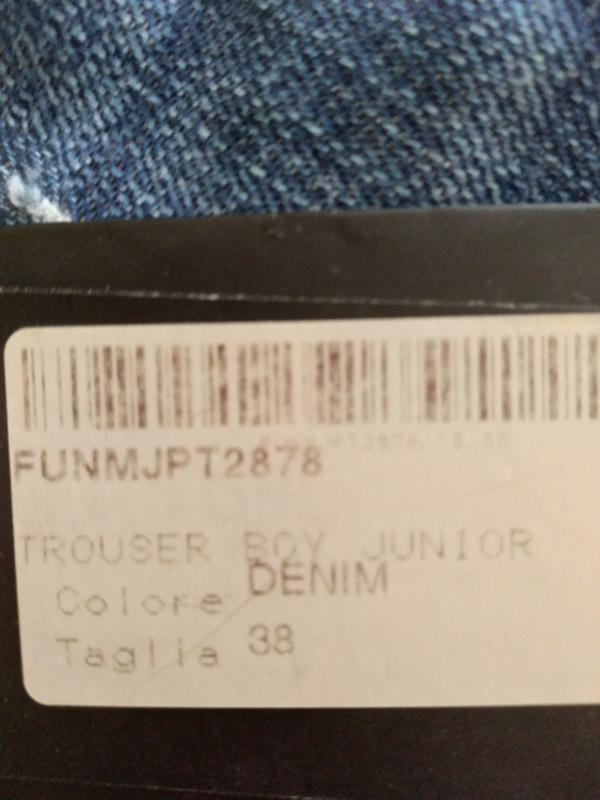 FUNMJPT2878
TROUSER BOY JUNIOR
Colore DENIM
Taglia 38